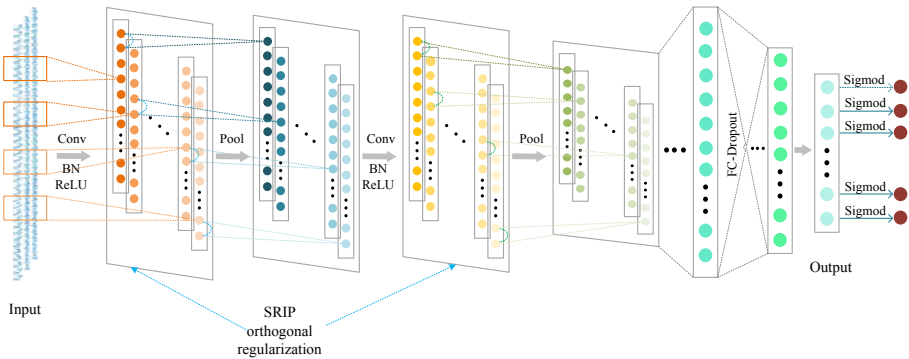 Input
Conv
BN
ReLU
Pool
Conv
BN
ReLU
Pool
SRIP
orthogonal
regularization
FC-Dropout
Sigmod
Sigmod
Sigmod
Sigmod
Sigmod
Output